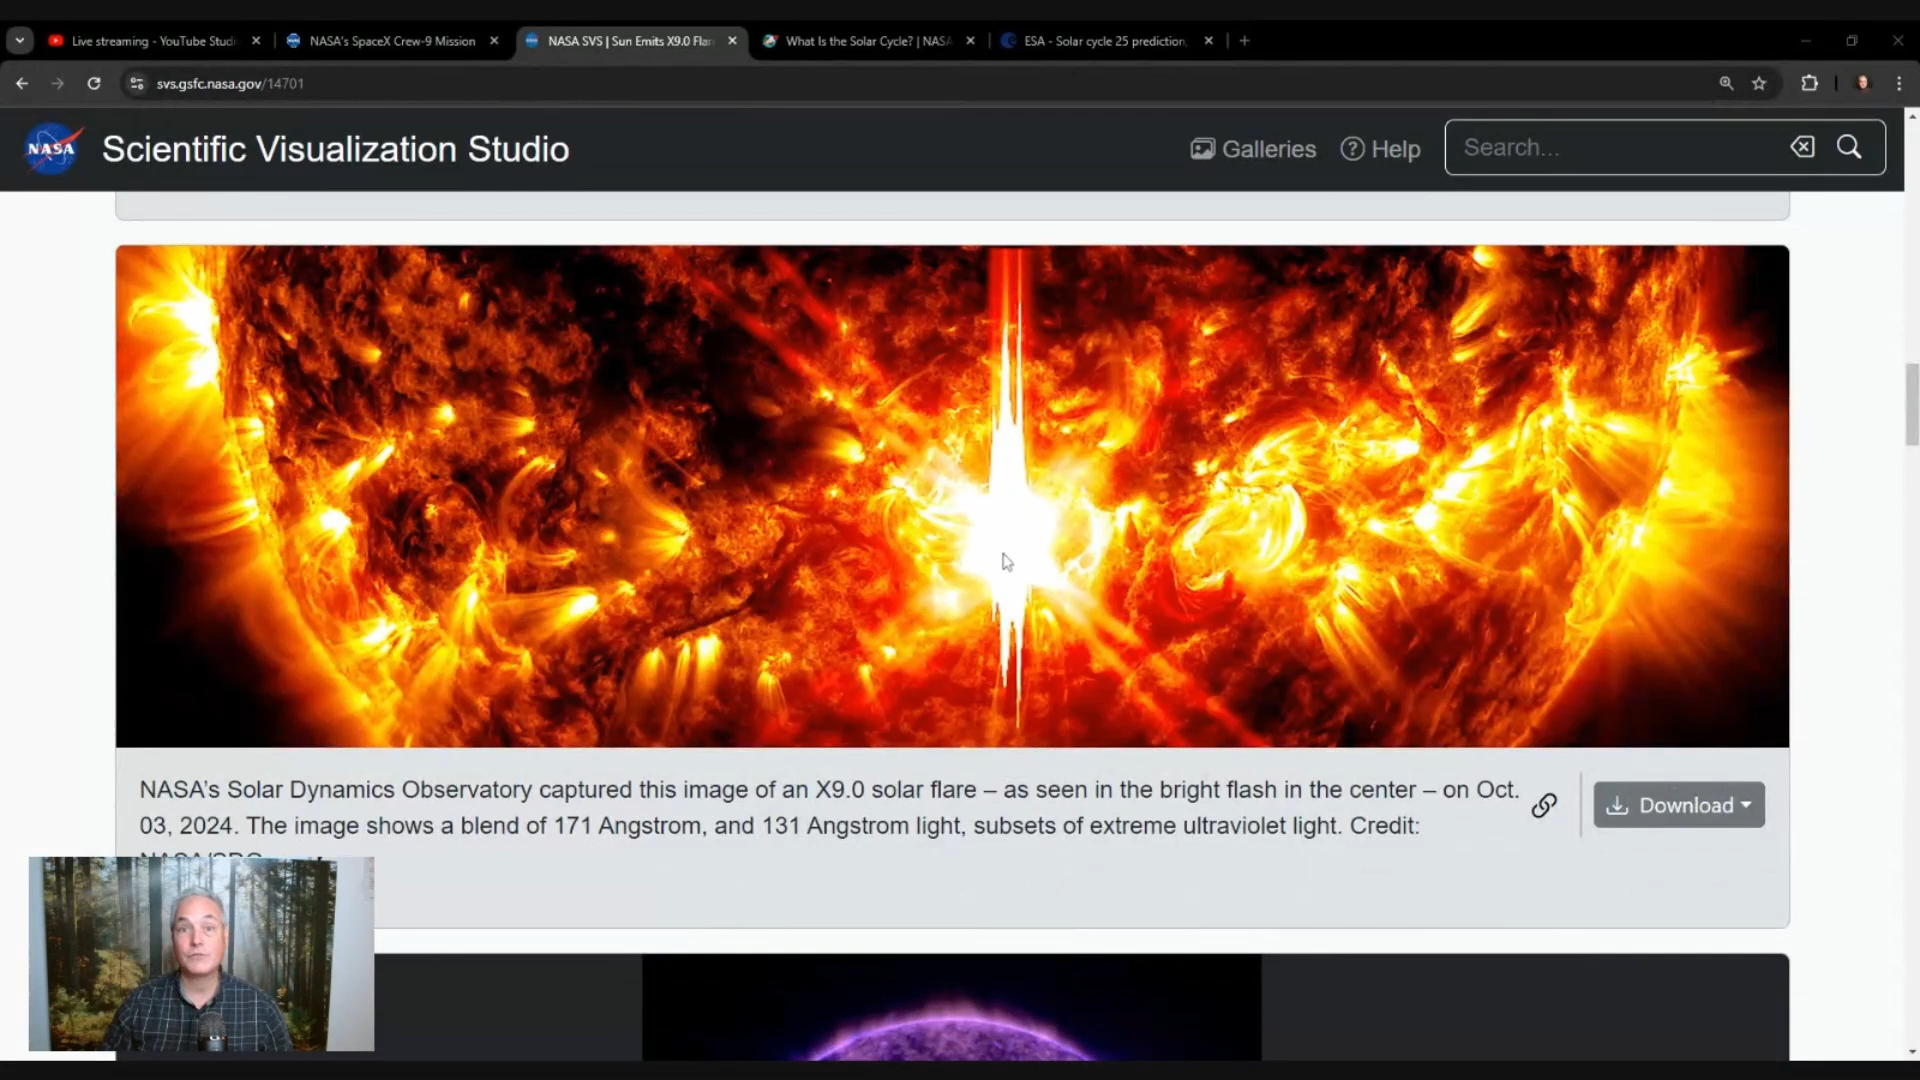 Live streaming - YouTube Studi
NASA's SpaceX Crew-9 Mission
NASA SVS | Sun Emits X9.0 Flar
What Is the Solar Cycle? | NASA
ESA - Solar cycle 25 prediction,
svs.gsfc.nasa.gov/14701
NASA
Scientific Visualization Studio
Galleries
Help
Search...
NASA’s Solar Dynamics Observatory captured this image of an X9.0 solar flare – as seen in the bright flash in the center – on Oct.
03, 2024. The image shows a blend of 171 Angstrom, and 131 Angstrom light, subsets of extreme ultraviolet light. Credit:
NASA/SDO
Download